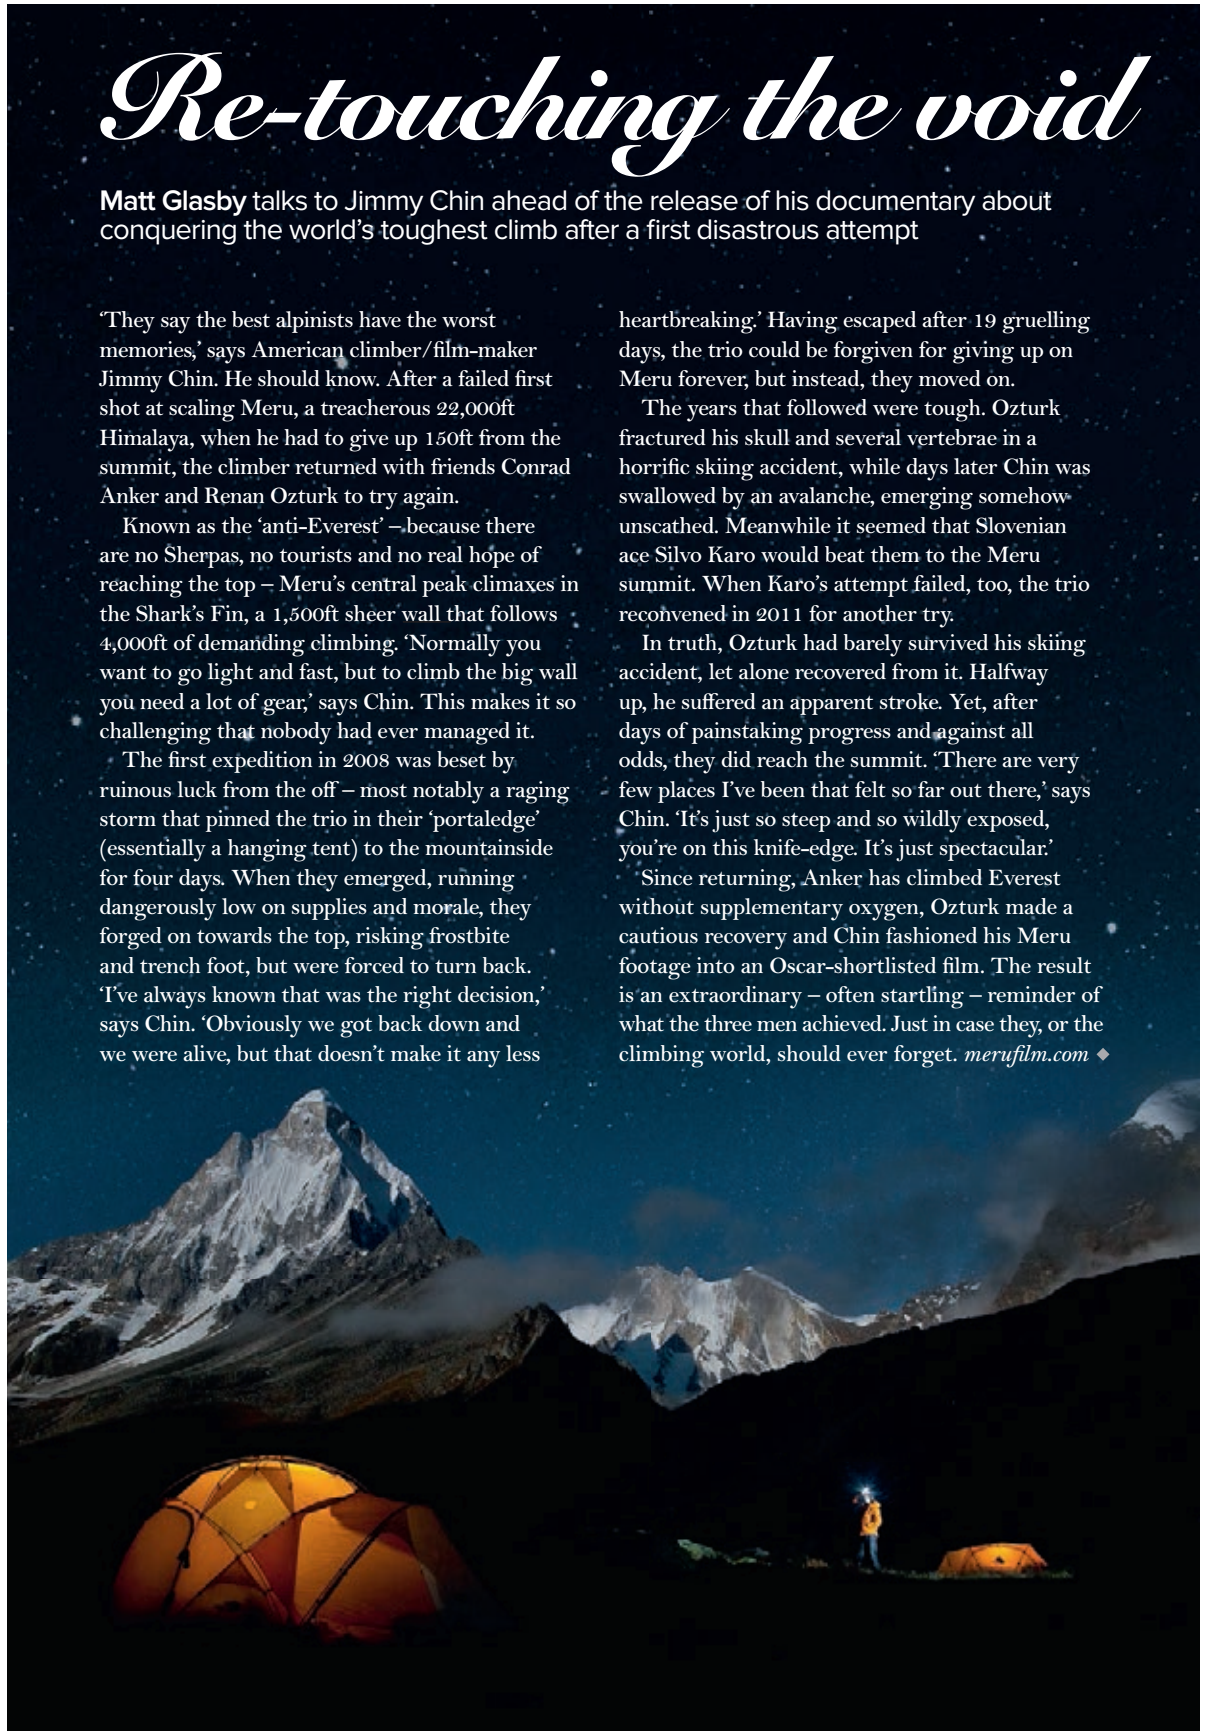 Re-touching the void
Matt Glasby talks to Jimmy Chin ahead of the release of his documentary about
conquering the world’s toughest climb after a first disastrous attempt
‘They say the best alpinists have the worst
memories,’ says American climber/film-maker
Jimmy Chin. He should know. After a failed first
shot at scaling Meru, a treacherous 22,000ft
Himalaya, when he had to give up 150ft from the
summit, the climber returned with friends Conrad
Anker and Renan Ozturk to try again.
Known as the ‘anti-Everest’ – because there
are no Sherpas, no tourists and no real hope of
reaching the top – Meru’s central peak climaxes in
the Shark’s Fin, a 1,500ft sheer wall that follows
4,000ft of demanding climbing. ‘Normally you
want to go light and fast, but to climb the big wall
you need a lot of gear,’ says Chin. This makes it so
challenging that nobody had ever managed it.
The first expedition in 2008 was beset by
ruinous luck from the off – most notably a raging
storm that pinned the trio in their ‘portaledge’
(essentially a hanging tent) to the mountainside
for four days. When they emerged, running
dangerously low on supplies and morale, they
forged on towards the top, risking frostbite
and trench foot, but were forced to turn back.
‘I’ve always known that was the right decision,’
says Chin. ‘Obviously we got back down and
we were alive, but that doesn’t make it any less
heartbreaking.’ Having escaped after 19 gruelling
days, the trio could be forgiven for giving up on
Meru forever, but instead, they moved on.
The years that followed were tough. Ozturk
fractured his skull and several vertebrae in a
horrific skiing accident, while days later Chin was
swallowed by an avalanche, emerging somehow
unscathed. Meanwhile it seemed that Slovenian
ace Silvo Karo would beat them to the Meru
summit. When Karo’s attempt failed, too, the trio
reconvened in 2011 for another try.
In truth, Ozturk had barely survived his skiing
accident, let alone recovered from it. Halfway
up, he suffered an apparent stroke. Yet, after
days of painstaking progress and against all
odds, they did reach the summit. ‘There are very
few places I’ve been that felt so far out there,’ says
Chin. ‘It’s just so steep and so wildly exposed,
you’re on this knife-edge. It’s just spectacular.’
Since returning, Anker has climbed Everest
without supplementary oxygen, Ozturk made a
cautious recovery and Chin fashioned his Meru
footage into an Oscar-shortlisted film. The result
is an extraordinary – often startling – reminder of
what the three men achieved. Just in case they, or the
climbing world, should ever forget. merufilm.com ◆